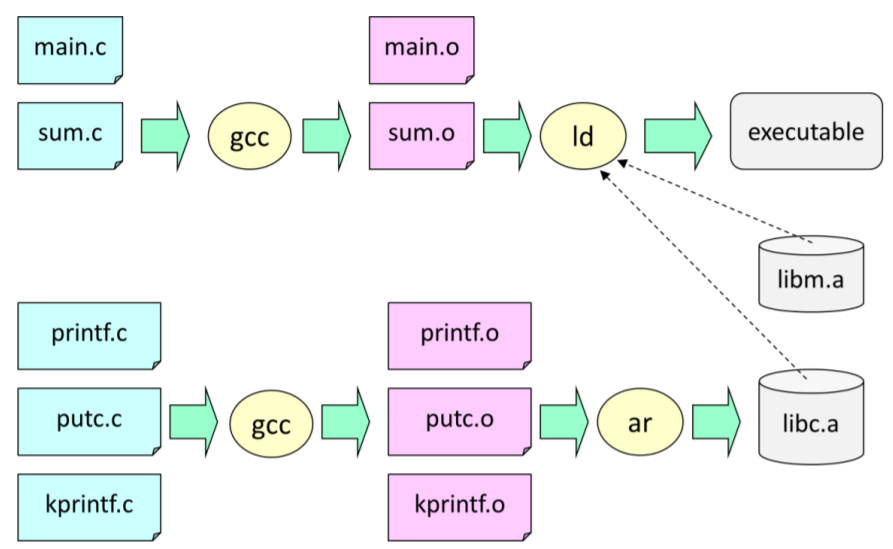 main.c
main.o
sum.c
gcc
sum.o
ld
executable
libm.a
printf.c
printf.o
putc.c
gcc
putc.o
ar
libc.a
kprintf.c
kprintf.o